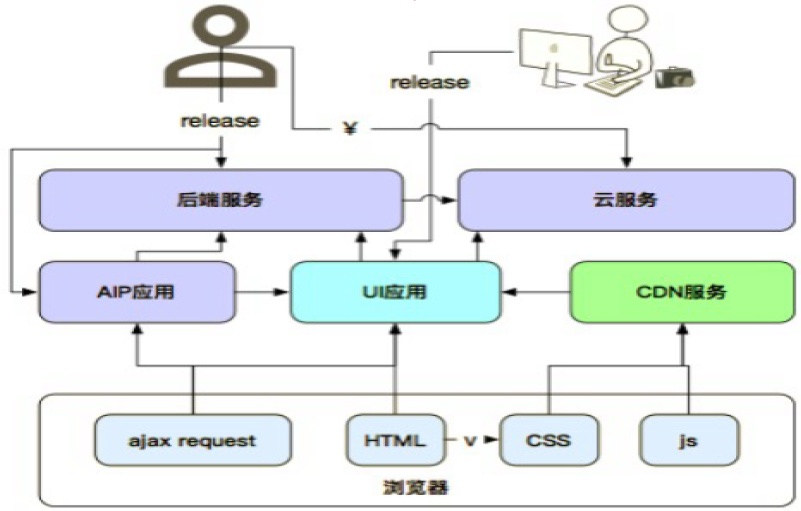 release
release
¥
后端服务
云服务
AIP应用
UI应用
CDN服务
ajax request
HTML
v
CSS
js
浏览器